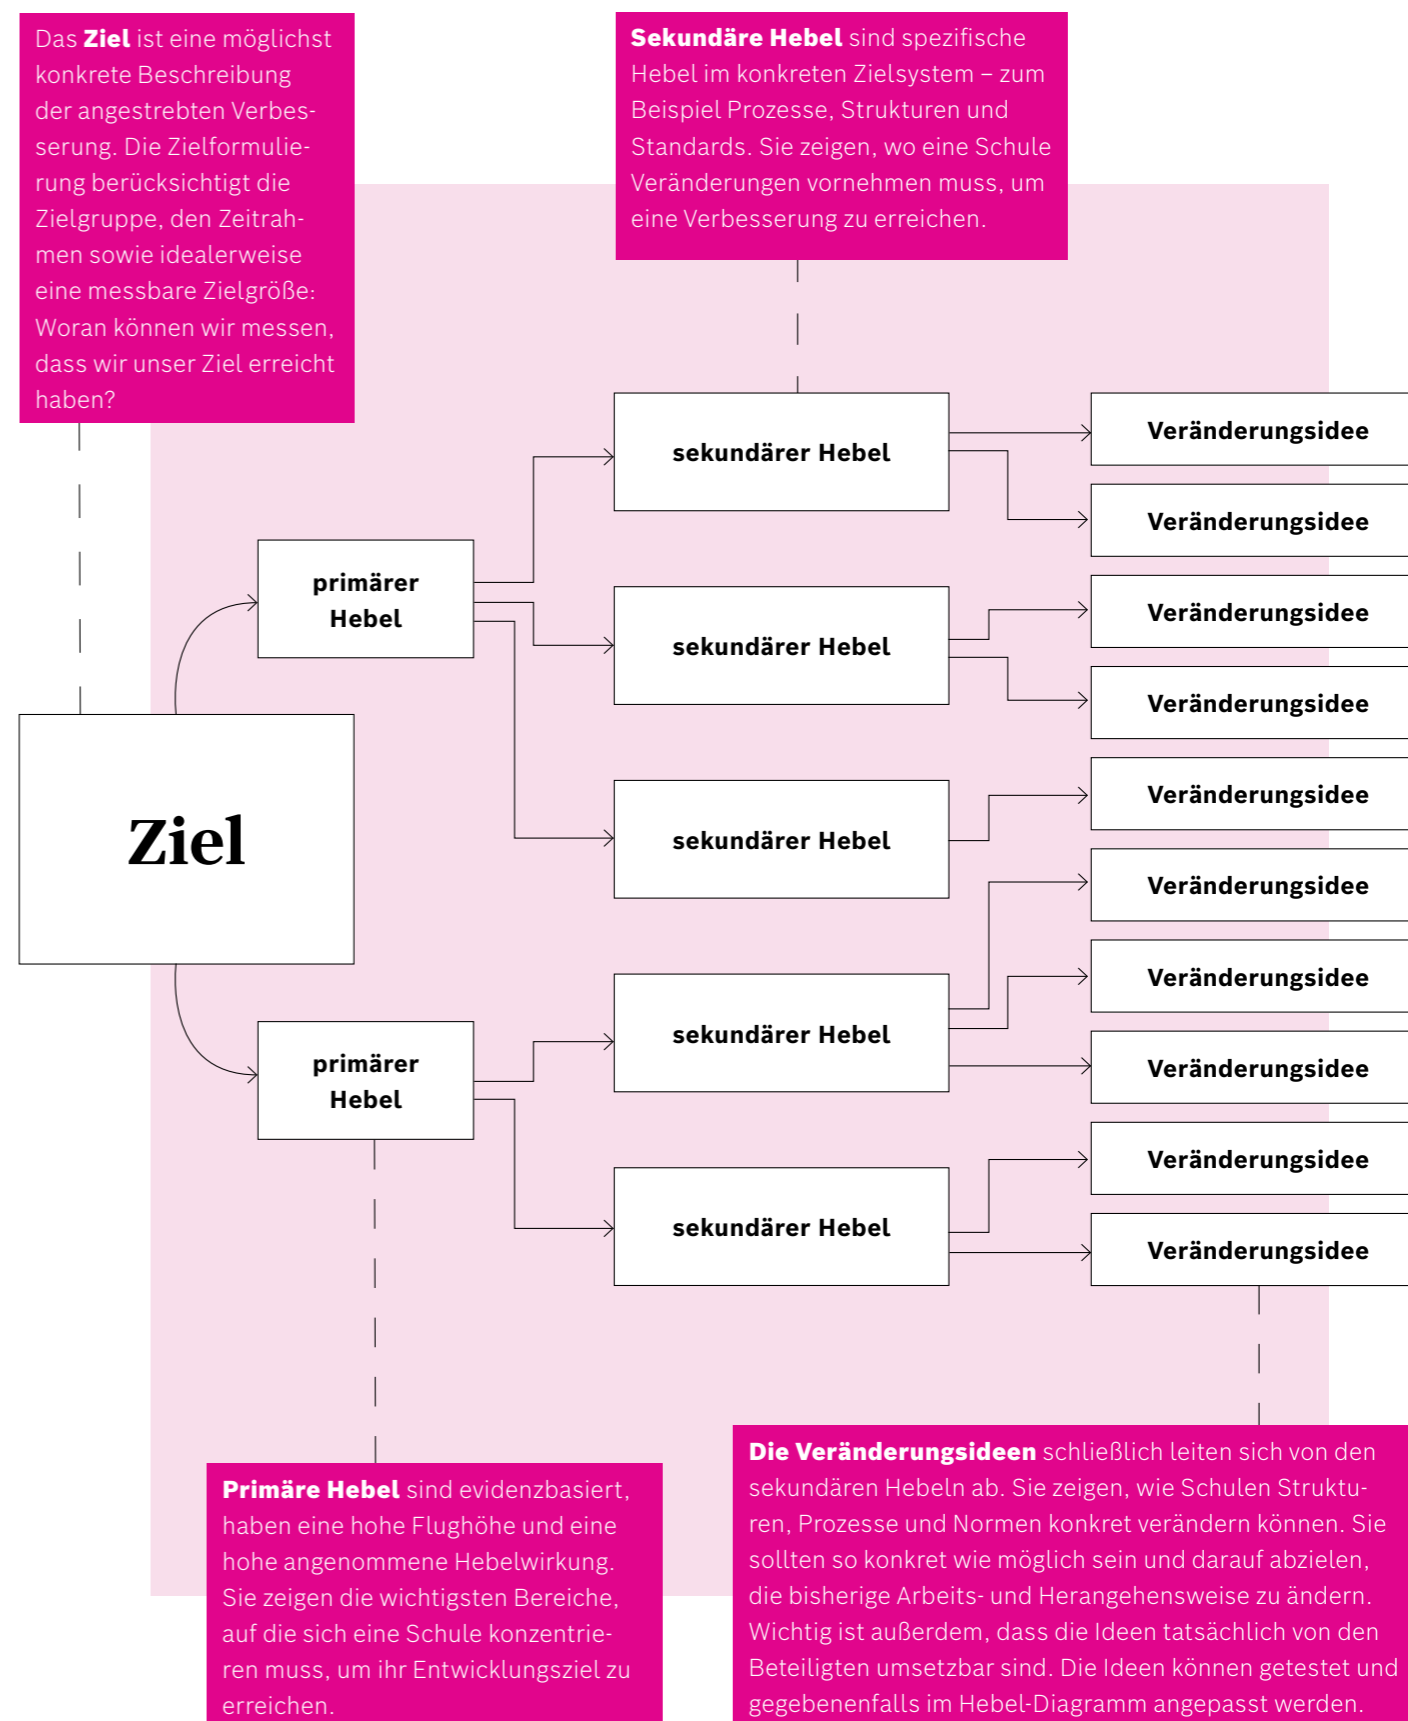 Das Ziel ist eine möglichst
konkrete Beschreibung
der angestrebten Verbes-
serung. Die Zielformulie-
rung berücksichtigt die
Zielgruppe, den Zeitrah-
men sowie idealerweise
eine messbare Zielgröße:
Woran können wir messen,
dass wir unser Ziel erreicht
haben?
Sekundäre Hebel sind spezifische
Hebel im konkreten Zielsystem – zum
Beispiel Prozesse, Strukturen und
Standards. Sie zeigen, wo eine Schule
Veränderungen vornehmen muss, um
eine Verbesserung zu erreichen.
Ziel
primärer
Hebel
primärer
Hebel
sekundärer Hebel
sekundärer Hebel
sekundärer Hebel
sekundärer Hebel
sekundärer Hebel
Veränderungsidee
Veränderungsidee
Veränderungsidee
Veränderungsidee
Veränderungsidee
Veränderungsidee
Veränderungsidee
Veränderungsidee
Veränderungsidee
Veränderungsidee
Primäre Hebel sind evidenzbasiert,
haben eine hohe Flughöhe und eine
hohe angenommene Hebelwirkung.
Sie zeigen die wichtigsten Bereiche,
auf die sich eine Schule konzentrie-
ren muss, um ihr Entwicklungsziel zu
erreichen.
Die Veränderungsideen schließlich leiten sich von den
sekundären Hebeln ab. Sie zeigen, wie Schulen Struktu-
ren, Prozesse und Normen konkret verändern können. Sie
sollten so konkret wie möglich sein und darauf abzielen,
die bisherige Arbeits- und Herangehensweise zu ändern.
Wichtig ist außerdem, dass die Ideen tatsächlich von den
Beteiligten umsetzbar sind. Die Ideen können getestet und
gegebenenfalls im Hebel-Diagramm angepasst werden.